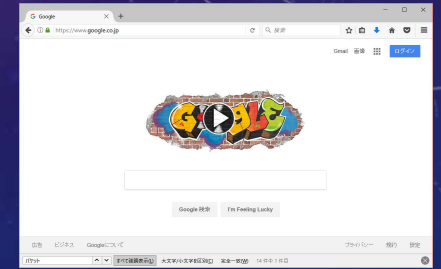 Google
https://www.google.co.jp
検索
Gmail 画像
ログイン
GOOGLE
Google 検索 I'm Feeling Lucky
広告 ビジネス Googleについて プライバシー 規約 設定
パケット すべて強調表示(L) 大文字/小文字を区別(C) 完全一致(W) 14 件中 1 件目